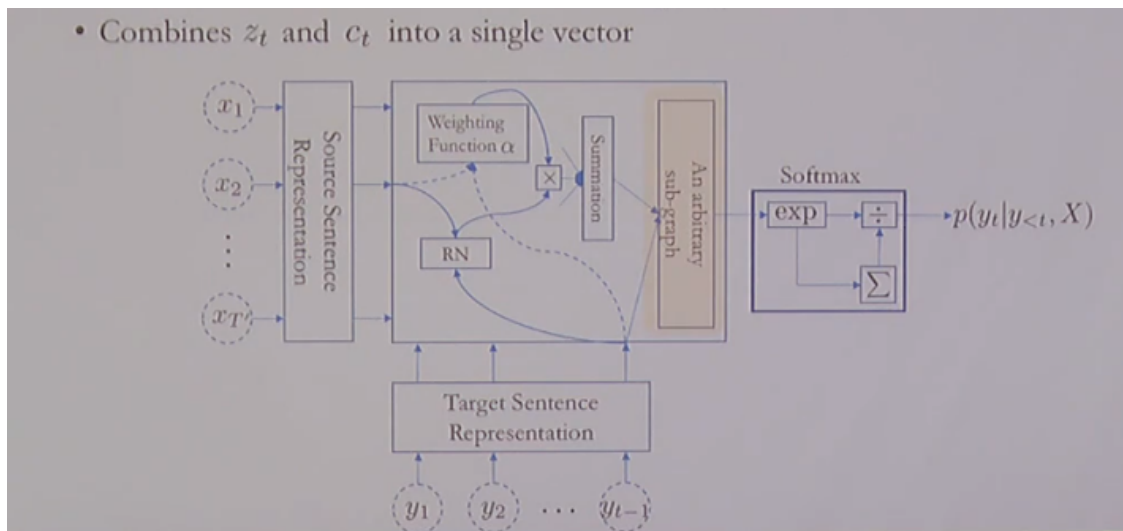 • Combines z_t and c_t into a single vector
x_1
x_2
⋮
x_T'
Source Sentence
Representation
Weighting
Function α
×
Summation
RN
An arbitrary
sub-graph
Softmax
exp
÷
∑
p(y_t|y_{<t}, X)
Target Sentence
Representation
y_1
y_2
⋯
y_{t−1}